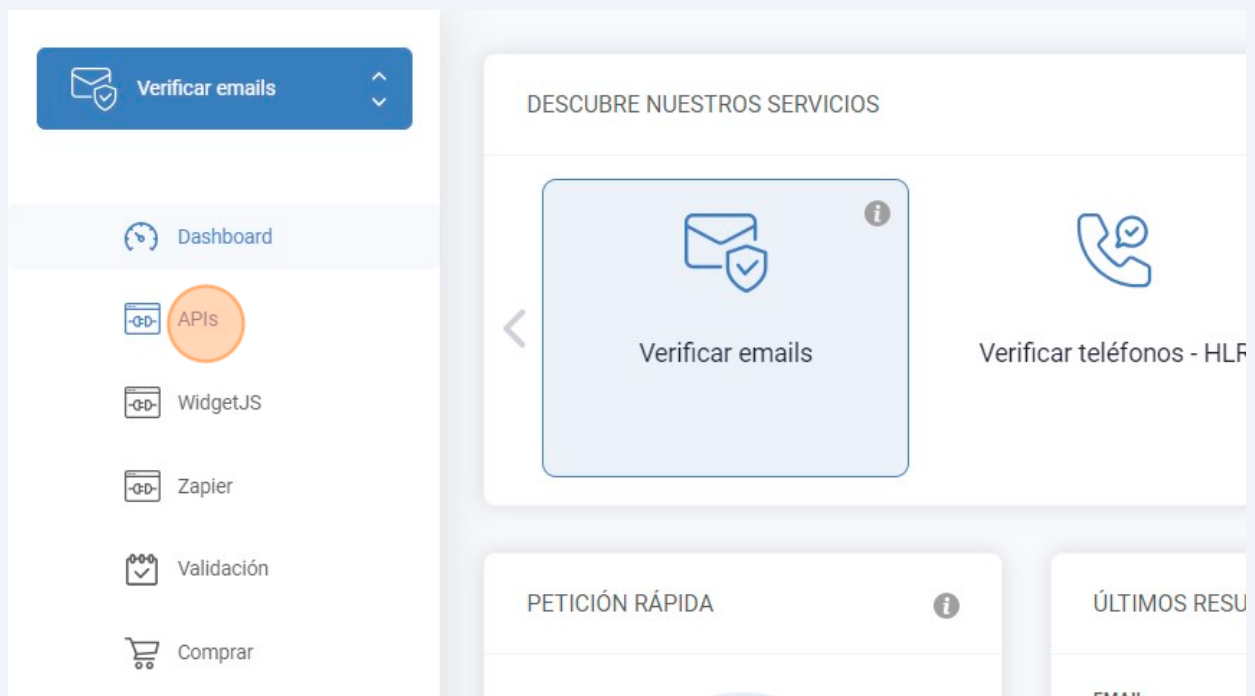 Verificar emails
Dashboard
APIs
WidgetJS
Zapier
Validación
Comprar
DESCUBRE NUESTROS SERVICIOS
Verificar emails
Verificar teléfonos - HLR
PETICIÓN RÁPIDA
ÚLTIMOS RESU
EMAIL